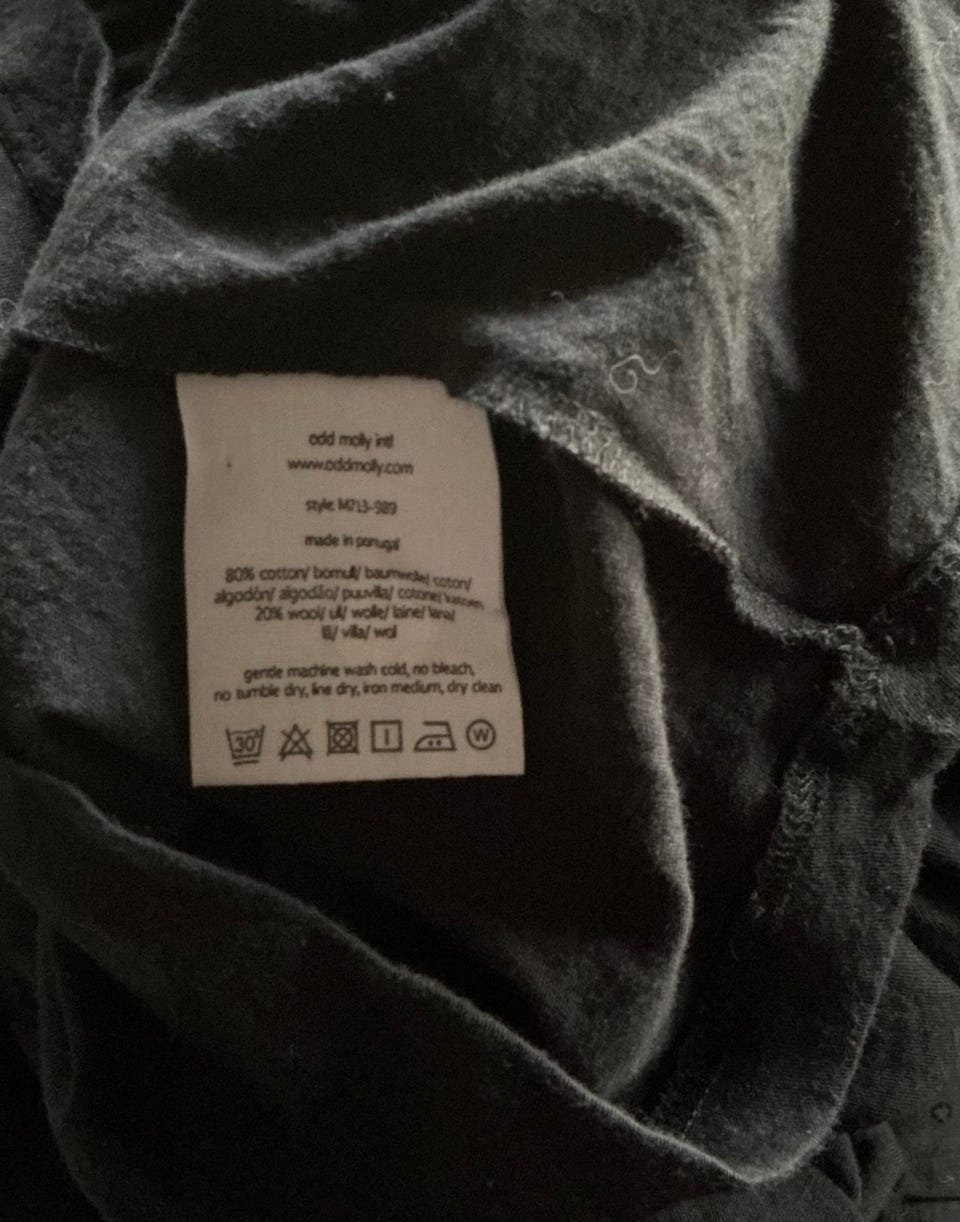 odd molly intl
www.oddmolly.com
style M713-989
made in portugal
80% cotton/ bomull/ baumwolle/ coton/
algodón/ algodão/ puuvilla/ cotone/ katoen
20% wool/ ull/ wolle/ laine/ lana/
lã/ villa/ wol
gentle machine wash cold, no bleach,
no tumble dry, line dry, iron medium, dry clean
30° W